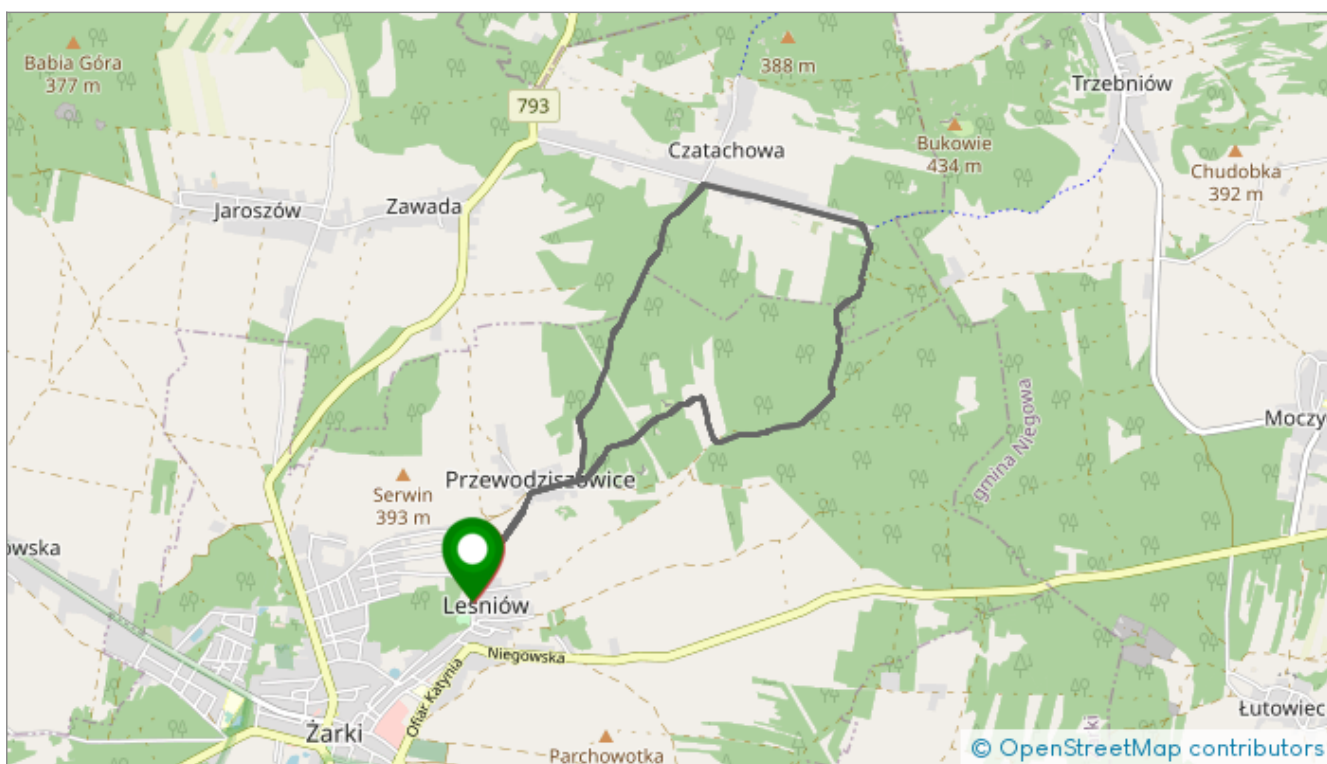 Babia Góra
377 m
793
388 m
Trzebniów
Czatachowa
Bukowie
434 m
Chudobka
392 m
Jaroszów
Zawada
gmina Niegowa
Moczy
Przewodziszowice
Serwin
393 m
owska
Leśniów
Niegowska
Ofiar Katynia
Żarki
Parchowotka
ki
Łutowiec
© OpenStreetMap contributors